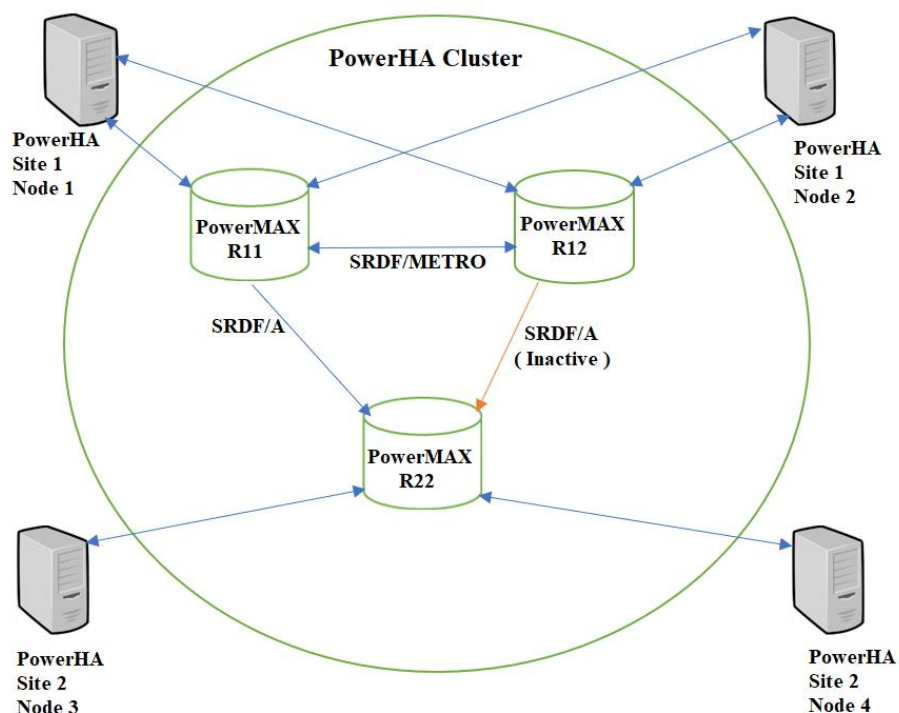 PowerHA Cluster
PowerHA
Site 1
Node 1
PowerHA
Site 1
Node 2
PowerMAX
R11
PowerMAX
R12
SRDF/METRO
SRDF/A
SRDF/A
( Inactive )
PowerMAX
R22
PowerHA
Site 2
Node 3
PowerHA
Site 2
Node 4